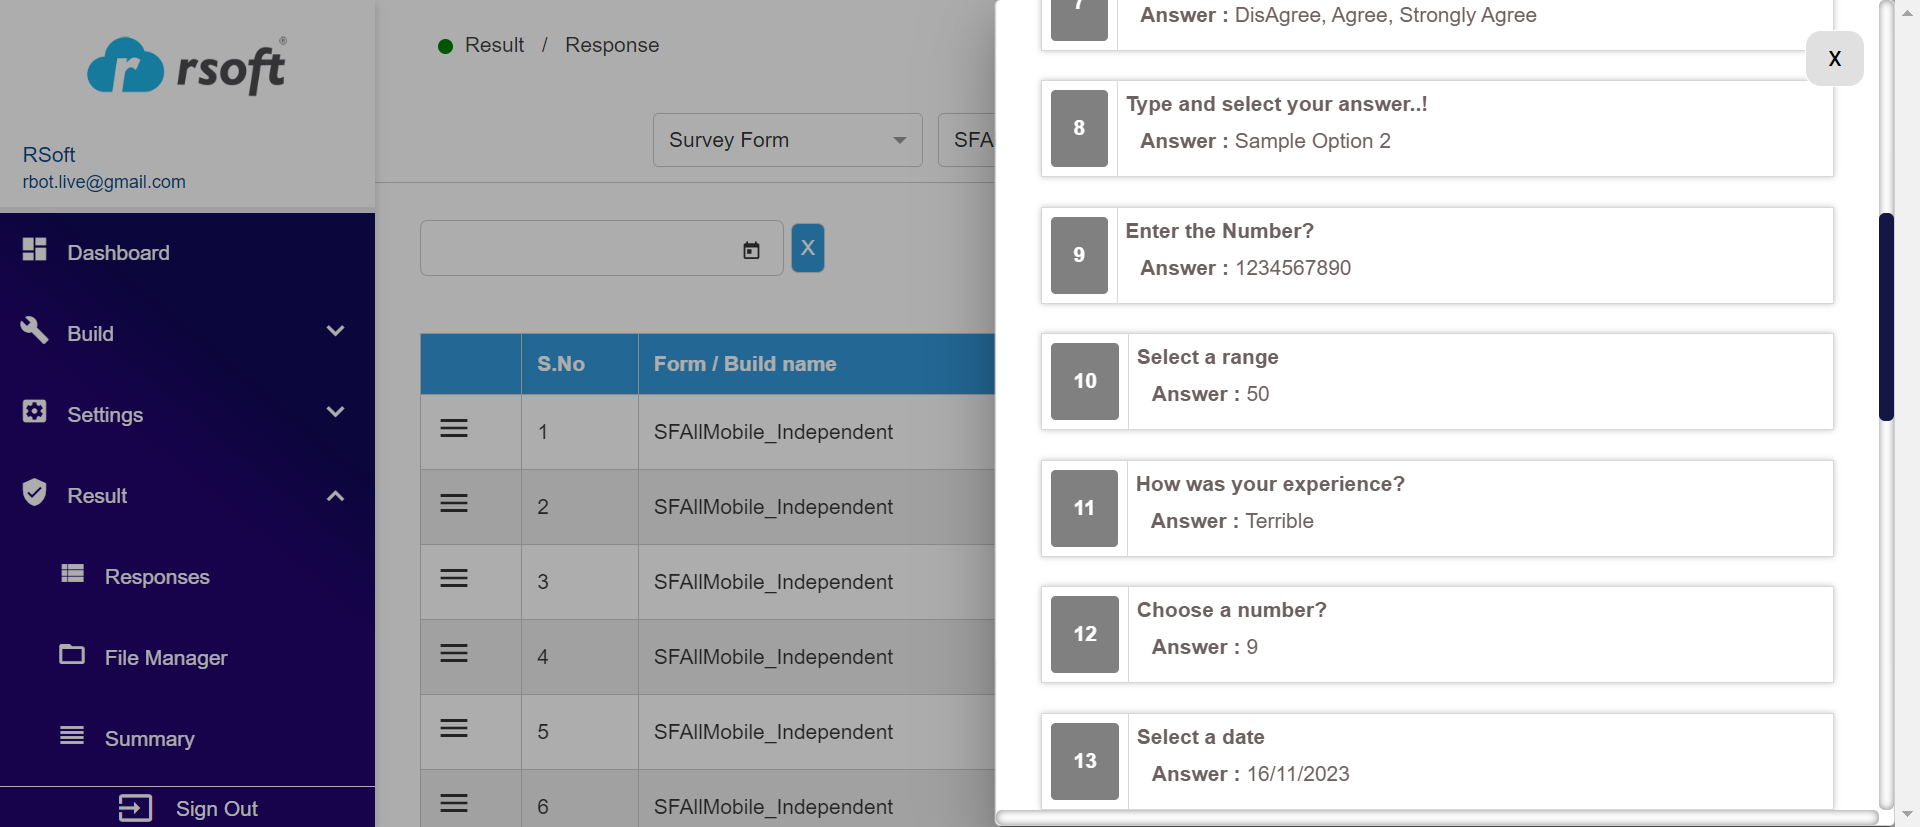 rsoft
®
RSoft
rbot.live@gmail.com
Dashboard
Build
Settings
Result
Responses
File Manager
Summary
Sign Out
Result / Response
Survey Form
SFA
X
S.No Form / Build name
1 SFAllMobile_Independent
2 SFAllMobile_Independent
3 SFAllMobile_Independent
4 SFAllMobile_Independent
5 SFAllMobile_Independent
6 SFAllMobile_Independent
X
7
Answer : DisAgree, Agree, Strongly Agree
8
Type and select your answer..!
Answer : Sample Option 2
9
Enter the Number?
Answer : 1234567890
10
Select a range
Answer : 50
11
How was your experience?
Answer : Terrible
12
Choose a number?
Answer : 9
13
Select a date
Answer : 16/11/2023